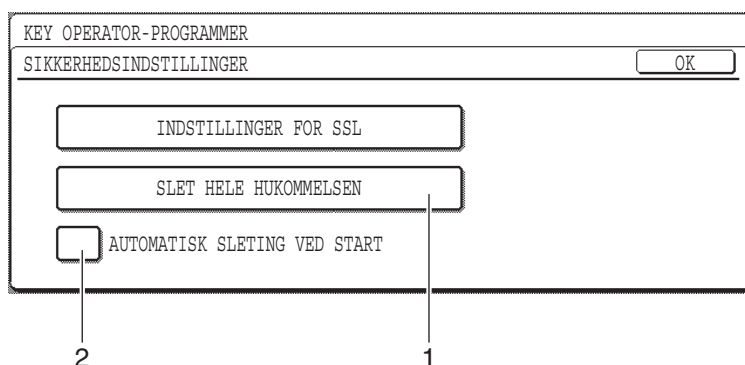 KEY OPERATOR-PROGRAMMER
SIKKERHEDSINDSTILLINGER OK
INDSTILLINGER FOR SSL
SLET HELE HUKOMMELSEN
AUTOMATISK SLETING VED START
2 1